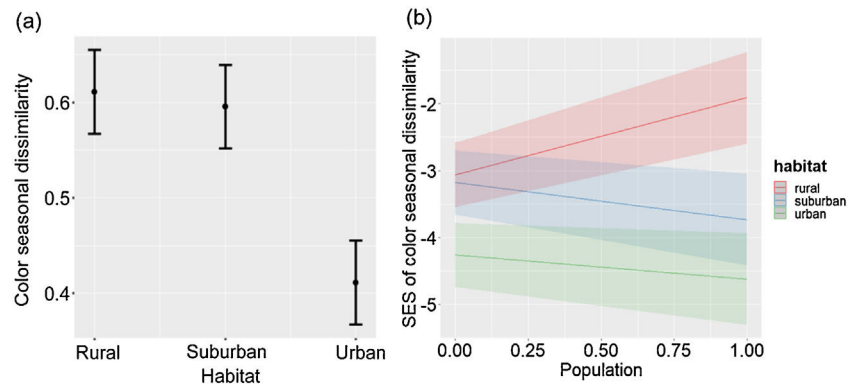 (a)
Color seasonal dissimilarity
0.6
0.5
0.4
Rural Suburban Urban
Habitat
(b)
SES of color seasonal dissimilarity
-2
-3
-4
-5
0.00 0.25 0.50 0.75 1.00
Population
habitat
rural
suburban
urban